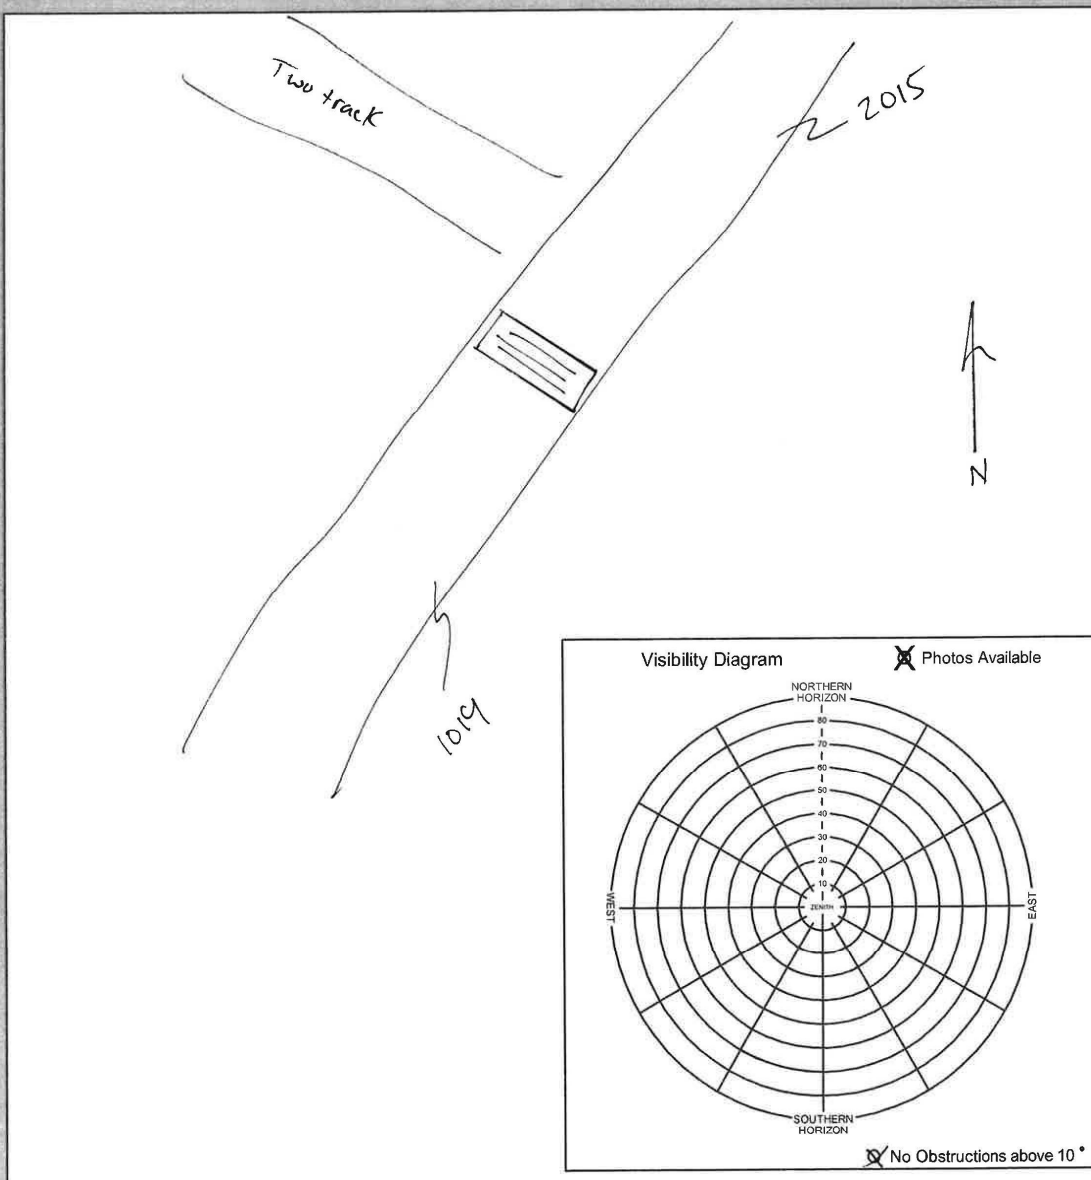 Two track
2015
N
1019
Visibility Diagram
Photos Available
NORTHERN
HORIZON
80
70
60
50
40
30
20
10
ZENITH
WEST
EAST
SOUTHERN
HORIZON
No Obstructions above 10°